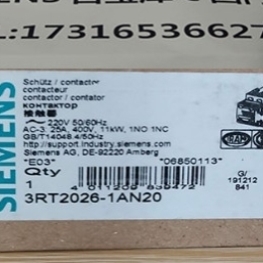 L:17316536627
SIEMENS
Schütz / contactor
contacteur
contactor / contator
контактор
接触器
220V 50/60Hz
AC-3, 25A, 400V, 11kW, 1NO 1NC
GB/T14048.4/50Hz
http://support.industry.siemens.com
Siemens AG, DE-92220 Amberg
"E03" "06850113"
Qty
1
3RT2026-1AN20
G/
191212
841